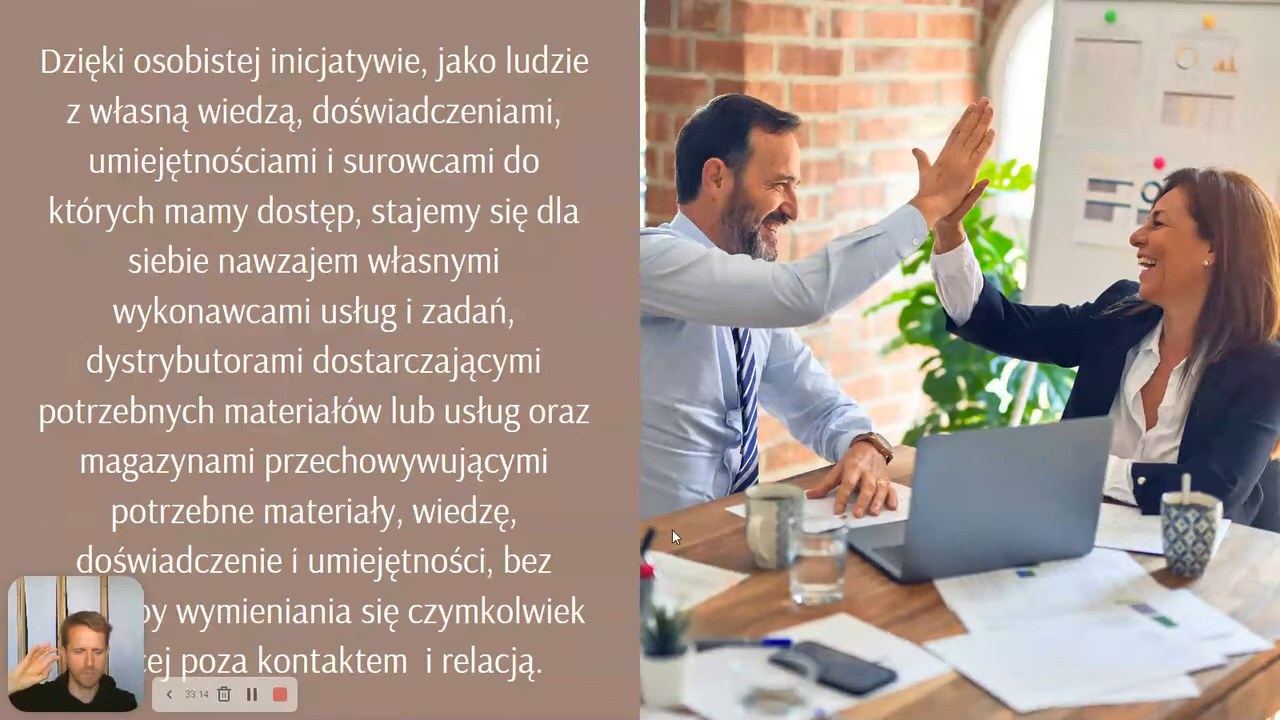 Dzięki osobistej inicjatywie, jako ludzie
z własną wiedzą, doświadczeniami,
umiejętnościami i surowcami do
których mamy dostęp, stajemy się dla
siebie nawzajem własnymi
wykonawcami usług i zadań,
dystrybutorami dostarczającymi
potrzebnych materiałów lub usług oraz
magazynami przechowywującymi
potrzebne materiały, wiedzę,
doświadczenie i umiejętności, bez
wymieniania się czymkolwiek
poza kontaktem i relacją.
33:14